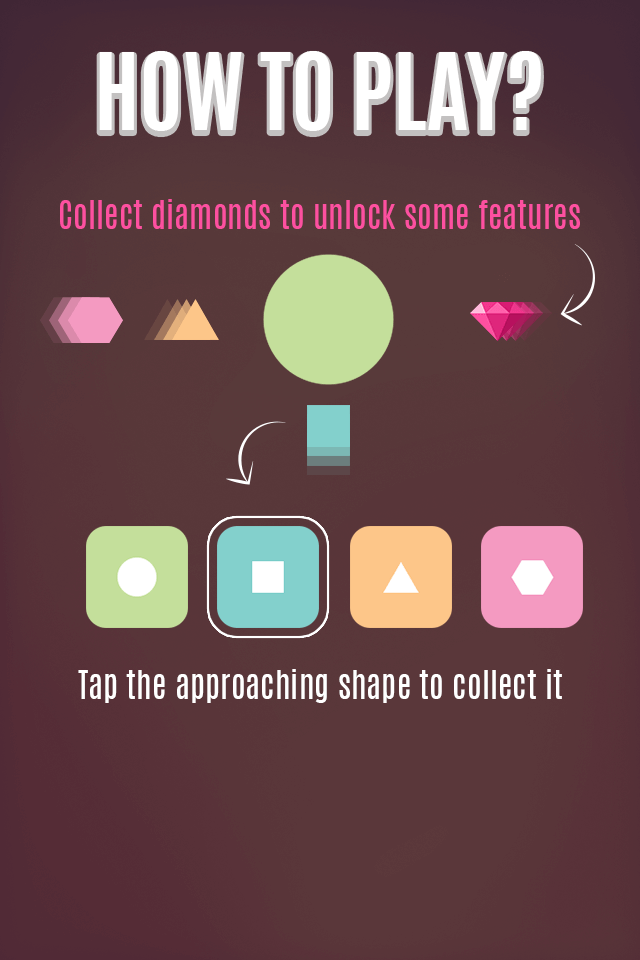 HOW TO PLAY?
Collect diamonds to unlock some features
Tap the approaching shape to collect it